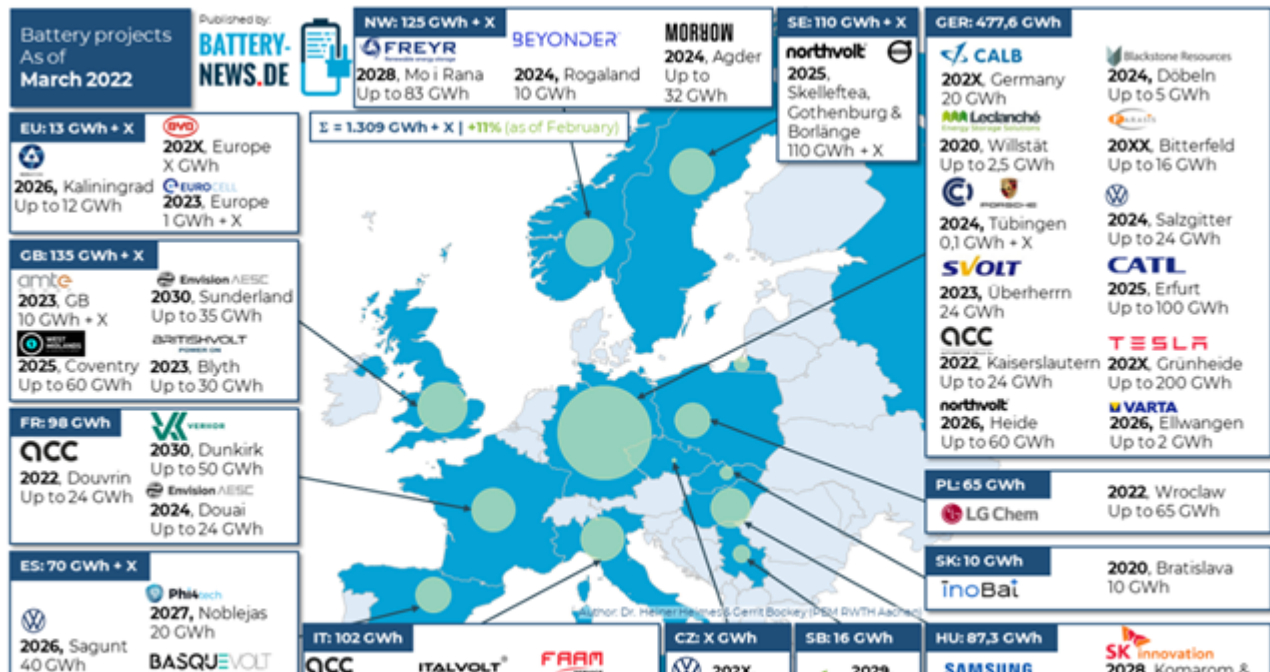 Battery projects
As of
March 2022
Published by:
BATTERY-
NEWS.DE
NW: 125 GWh + X
FREYR
2028, Mo i Rana
Up to 83 GWh
BEYONDER
2024, Rogaland
10 GWh
MORROW
2024, Agder
Up to
32 GWh
SE: 110 GWh + X
northvolt
2025,
Skelleftea,
Gothenburg &
Borlänge
110 GWh + X
GER: 477,6 GWh
CALB
202X, Germany
20 GWh
Blackstone Resources
2024, Döbeln
Up to 5 GWh
Leclanché
Energy Storage Solutions
2020, Willstät
Up to 2,5 GWh
20XX, Bitterfeld
Up to 16 GWh
PORSCHE
2024, Tübingen
0,1 GWh + X
2024, Salzgitter
Up to 24 GWh
SVOLT
2023, Überherrn
24 GWh
CATL
2025, Erfurt
Up to 100 GWh
acc
2022, Kaiserslautern
Up to 24 GWh
TESLA
202X, Grünheide
Up to 200 GWh
northvolt
2026, Heide
Up to 60 GWh
VARTA
2026, Ellwangen
Up to 2 GWh
Σ = 1.309 GWh + X | +11% (as of February)
EU: 13 GWh + X
2026, Kaliningrad
Up to 12 GWh
BYD
202X, Europe
X GWh
EUROCELL
2023, Europe
1 GWh + X
GB: 135 GWh + X
amte
2023, GB
10 GWh + X
Envision AESC
2030, Sunderland
Up to 35 GWh
WEST
MIDLANDS
2025, Coventry
Up to 60 GWh
BRITISHVOLT
POWER ON
2023, Blyth
Up to 30 GWh
FR: 98 GWh
acc
2022, Douvrin
Up to 24 GWh
VERKOR
2030, Dunkirk
Up to 50 GWh
Envision AESC
2024, Douai
Up to 24 GWh
PL: 65 GWh
LG Chem
2022, Wroclaw
Up to 65 GWh
SK: 10 GWh
InoBat
2020, Bratislava
10 GWh
ES: 70 GWh + X
2026, Sagunt
40 GWh
Phi4tech
2027, Noblejas
20 GWh
BASQUEVOLT
Author: Dr. Heiner Heimes & Gerrit Bockey (PEM RWTH Aachen)
IT: 102 GWh
acc
ITALVOLT
FAAM
CZ: X GWh
202X
SB: 16 GWh
2029
HU: 87,3 GWh
SAMSUNG
SK innovation
2028, Komarom &